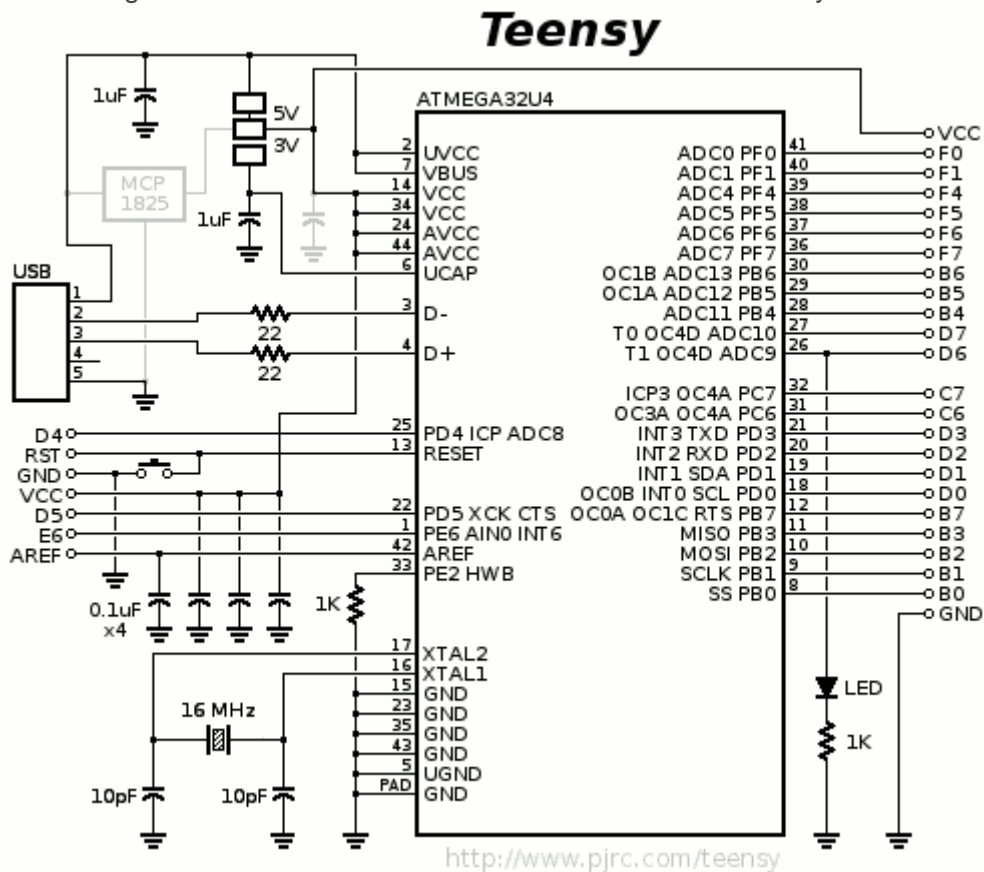 Teensy
1uF
5V
3V
MCP
1825
1uF
USB
1
2
3
4
5
22
22
ATMEGA32U4
2 UVCC
7 VBUS
14 VCC
34 VCC
24 AVCC
44 AVCC
6 UCAP
3 D-
4 D+
D4 25 PD4 ICP ADC8
RST 13 RESET
GND
VCC
D5 22 PD5 XCK CTS
E6 1 PE6 AIN0 INT6
AREF 42 AREF
33 PE2 HWB
0.1uF
x4
1K
17 XTAL2
16 XTAL1
15 GND
23 GND
35 GND
43 GND
5 UGND
PAD GND
16 MHz
10pF
10pF
VCC
ADC0 PF0 41 F0
ADC1 PF1 40 F1
ADC4 PF4 39 F4
ADC5 PF5 38 F5
ADC6 PF6 37 F6
ADC7 PF7 36 F7
OC1B ADC13 PB6 30 B6
OC1A ADC12 PB5 29 B5
ADC11 PB4 28 B4
T0 OC4D ADC10 27 D7
T1 OC4D ADC9 26 D6
ICP3 OC4A PC7 32 C7
OC3A OC4A PC6 31 C6
INT3 TXD PD3 21 D3
INT2 RXD PD2 20 D2
INT1 SDA PD1 19 D1
OC0B INT0 SCL PD0 18 D0
OC0A OC1C RTS PB7 12 B7
MISO PB3 11 B3
MOSI PB2 10 B2
SCLK PB1 9 B1
SS PB0 8 B0
GND
LED
1K
http://www.pjrc.com/teensy